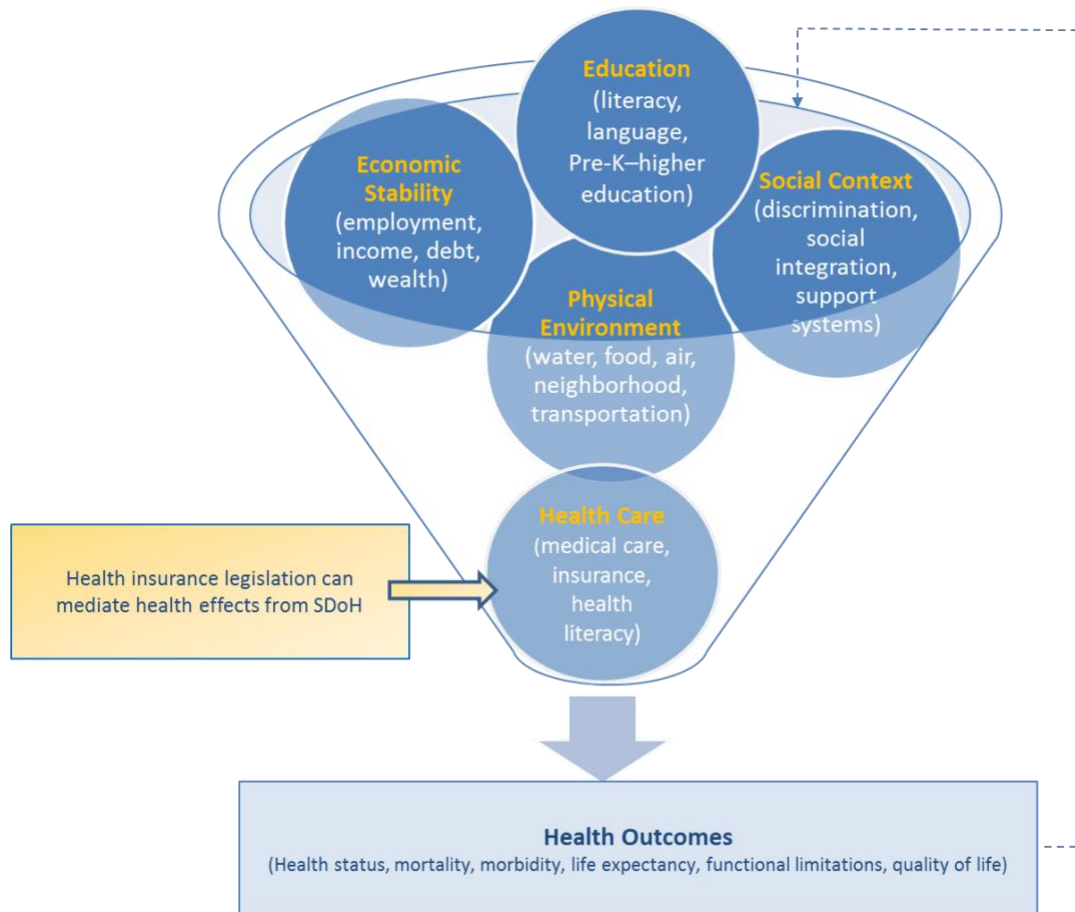 Education
(literacy,
language,
Pre-K–higher
education)
Economic
Stability
(employment,
income, debt,
wealth)
Social Context
(discrimination,
social
integration,
support
systems)
Physical
Environment
(water, food, air,
neighborhood,
transportation)
Health Care
(medical care,
insurance,
health
literacy)
Health insurance legislation can
mediate health effects from SDoH
Health Outcomes
(Health status, mortality, morbidity, life expectancy, functional limitations, quality of life)